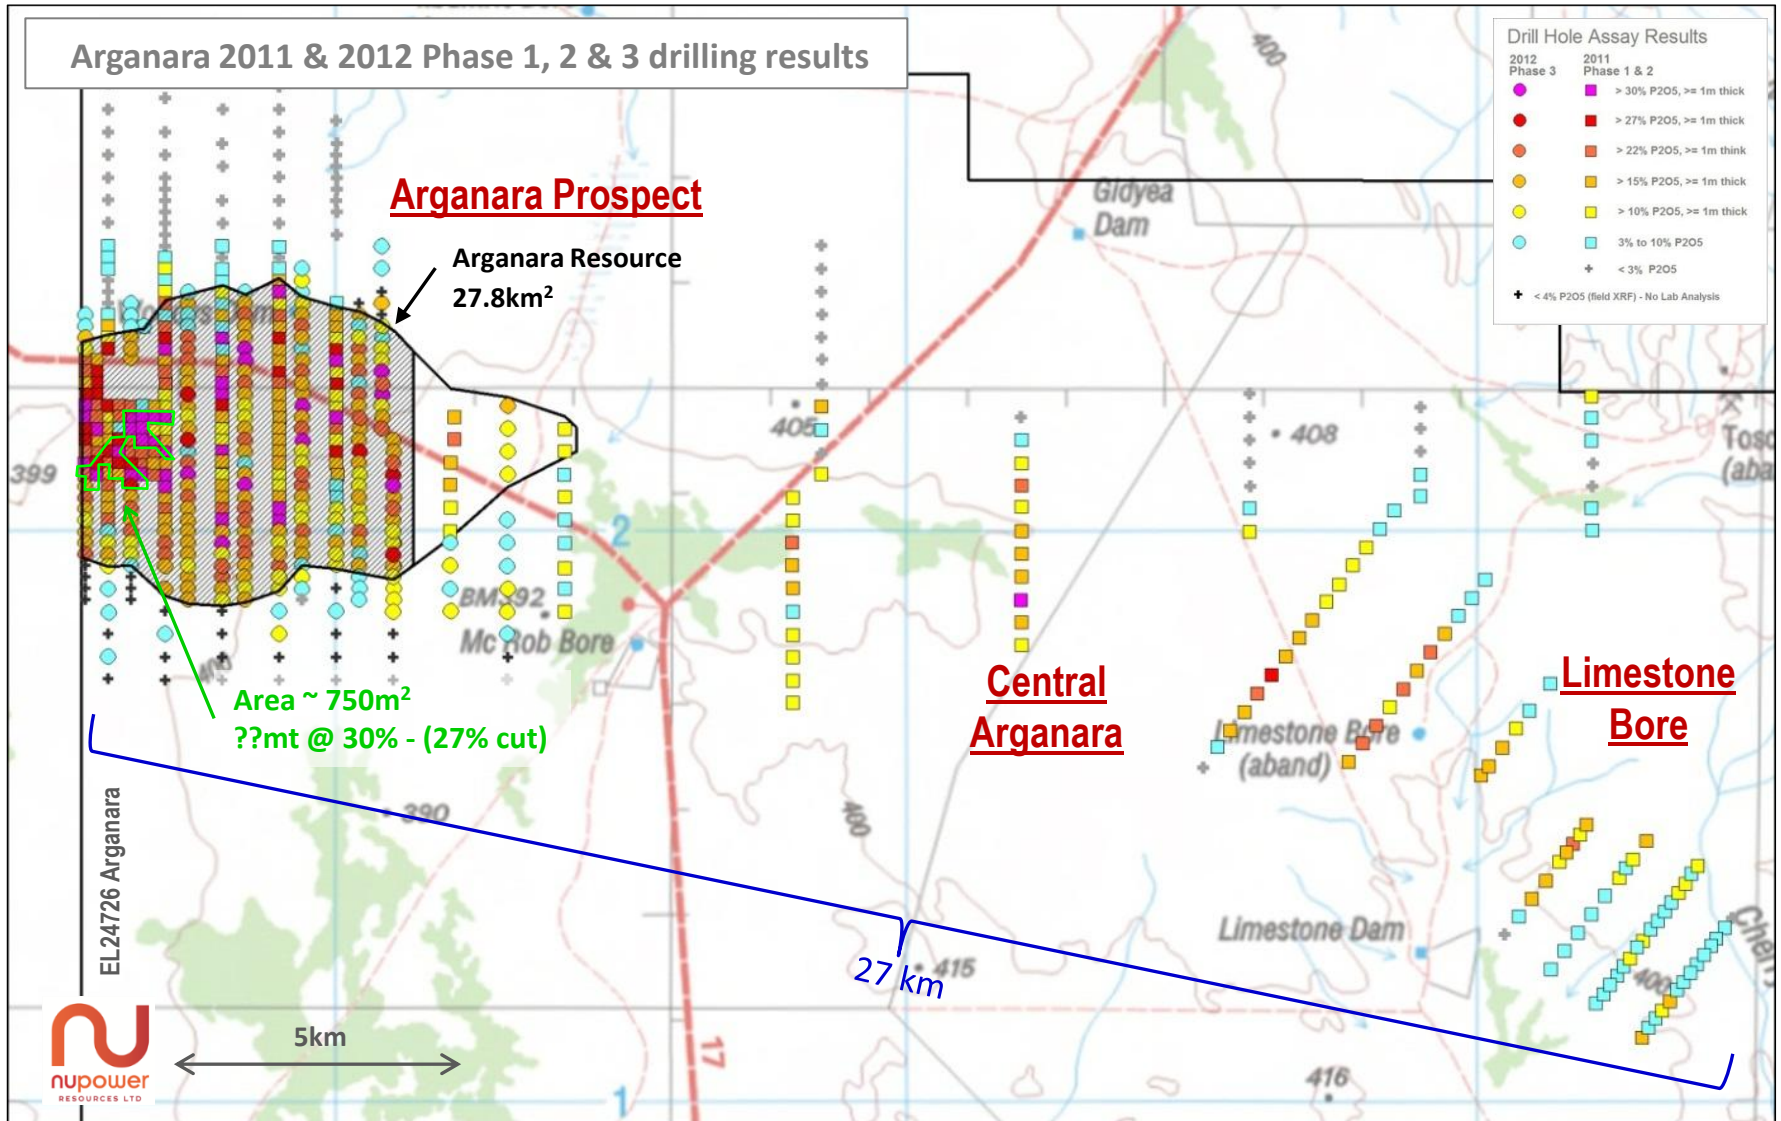 Arganara 2011 & 2012 Phase 1, 2 & 3 drilling results
400
Drill Hole Assay Results
2012
Phase 3
2011
Phase 1 & 2
> 30% P2O5, >= 1m thick
> 27% P2O5, >= 1m thick
> 22% P2O5, >= 1m think
> 15% P2O5, >= 1m thick
> 10% P2O5, >= 1m thick
3% to 10% P2O5
< 3% P2O5
< 4% P2O5 (field XRF) - No Lab Analysis
Arganara Prospect
Gidyea
Dam
Arganara Resource
27.8km²
405
408
399
2
BM392
Mc Rob Bore
400
Area ~ 750m²
??mt @ 30% - (27% cut)
Central
Arganara
Limestone
Bore
Limestone Bore
(aband)
EL24726 Arganara
390
400
Limestone Dam
400
415
27 km
nupower
RESOURCES LTD
5km
17
416
1